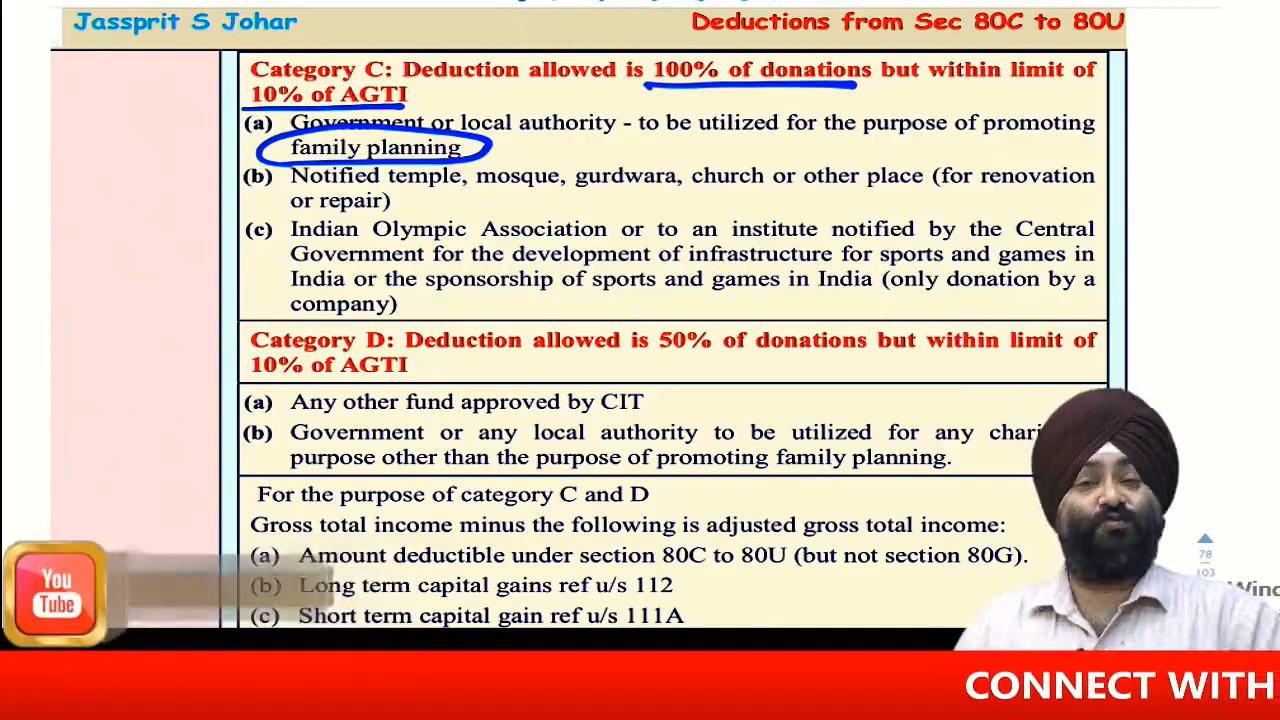 Jassprit S Johar
Deductions from Sec 80C to 80U
Category C: Deduction allowed is 100% of donations but within limit of
10% of AGTI
(a) Government or local authority - to be utilized for the purpose of promoting
family planning
(b) Notified temple, mosque, gurdwara, church or other place (for renovation
or repair)
(c) Indian Olympic Association or to an institute notified by the Central
Government for the development of infrastructure for sports and games in
India or the sponsorship of sports and games in India (only donation by a
company)
Category D: Deduction allowed is 50% of donations but within limit of
10% of AGTI
(a) Any other fund approved by CIT
(b) Government or any local authority to be utilized for any chari
purpose other than the purpose of promoting family planning.
For the purpose of category C and D
Gross total income minus the following is adjusted gross total income:
(a) Amount deductible under section 80C to 80U (but not section 80G).
(b) Long term capital gains ref u/s 112
(c) Short term capital gain ref u/s 111A
You
Tube
78
103
Wind
CONNECT WITH